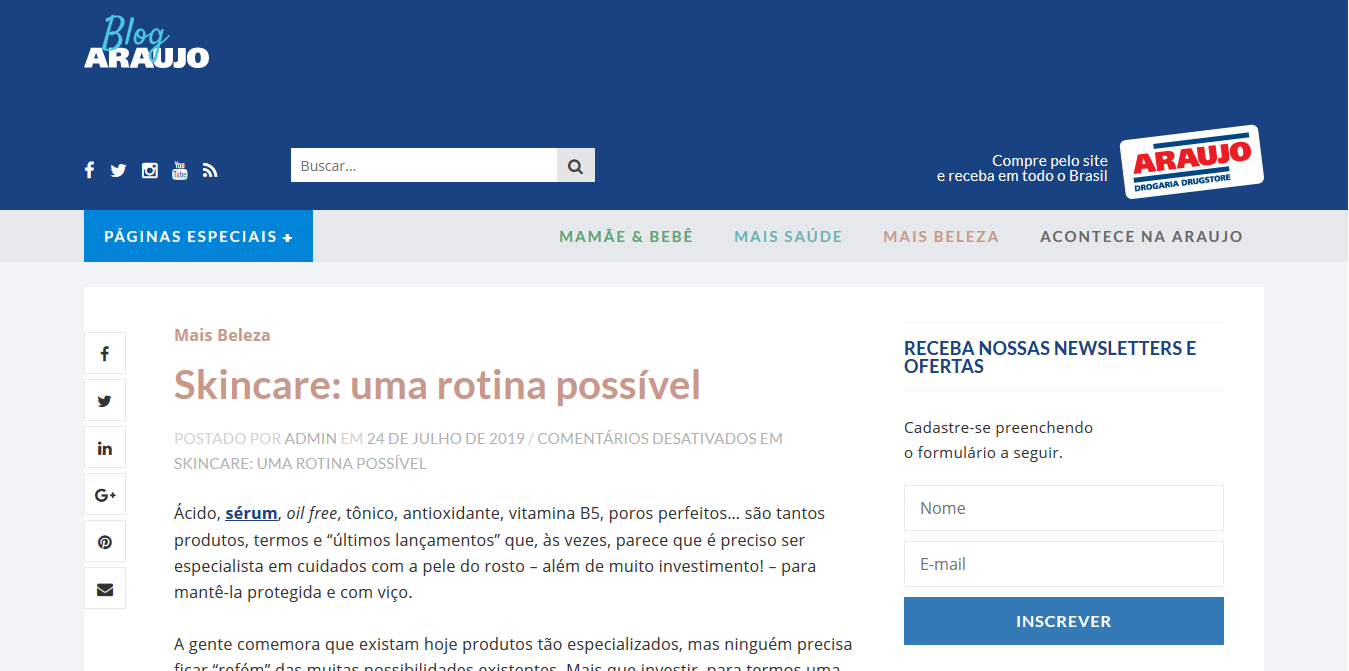 Blog
ARAUJO
You
Tube
Buscar...
Compre pelo site
e receba em todo o Brasil
ARAUJO
DROGARIA DRUGSTORE
PÁGINAS ESPECIAIS +
MAMÃE & BEBÊ
MAIS SAÚDE
MAIS BELEZA
ACONTECE NA ARAUJO
Mais Beleza
Skincare: uma rotina possível
POSTADO POR ADMIN EM 24 DE JULHO DE 2019 / COMENTÁRIOS DESATIVADOS EM
SKINCARE: UMA ROTINA POSSÍVEL
Ácido, sérum, oil free, tônico, antioxidante, vitamina B5, poros perfeitos… são tantos
produtos, termos e “últimos lançamentos” que, às vezes, parece que é preciso ser
especialista em cuidados com a pele do rosto – além de muito investimento! – para
mantê-la protegida e com viço.
A gente comemora que existam hoje produtos tão especializados, mas ninguém precisa
ficar “refém” das muitas possibilidades existentes. Mais que investir, para termos uma
RECEBA NOSSAS NEWSLETTERS E
OFERTAS
Cadastre-se preenchendo
o formulário a seguir.
Nome
E-mail
INSCREVER